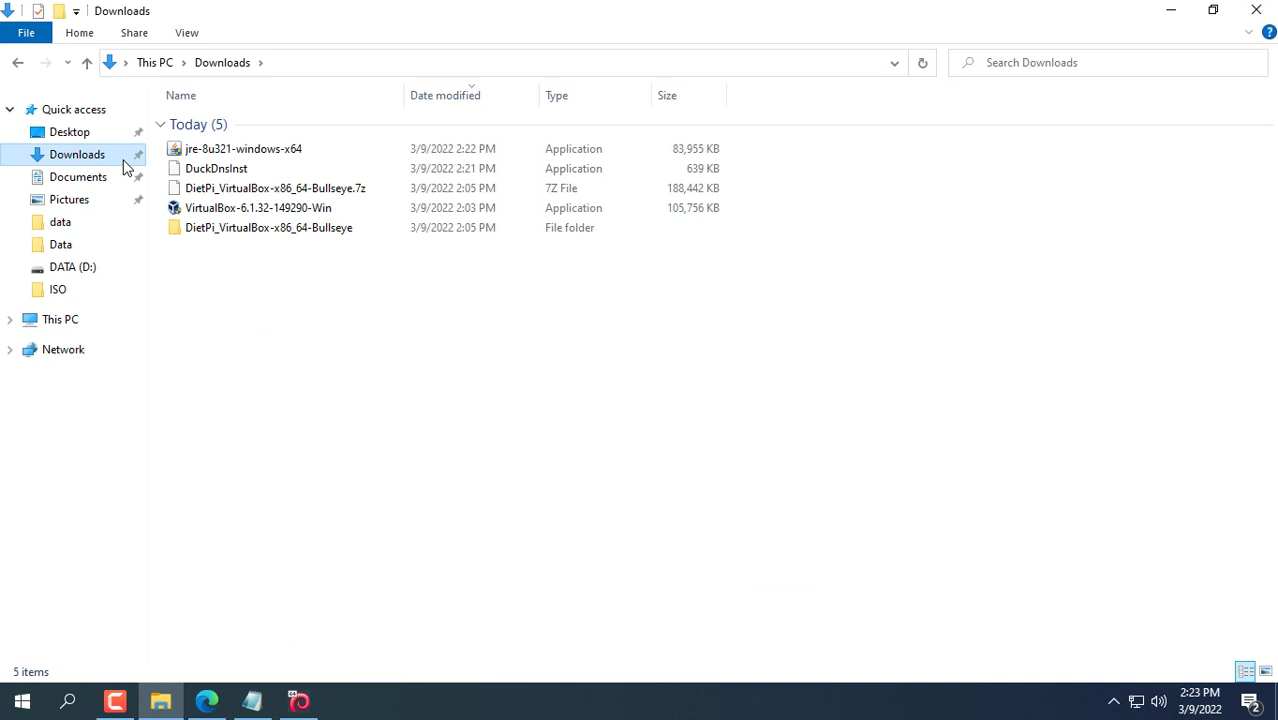 Downloads
File Home Share View
This PC Downloads Search Downloads
Name Date modified Type Size
Quick access
Desktop
Downloads
Documents
Pictures
data
Data
DATA (D:)
ISO
This PC
Network
Today (5)
jre-8u321-windows-x64 3/9/2022 2:22 PM Application 83,955 KB
DuckDnsInst 3/9/2022 2:21 PM Application 639 KB
DietPi_VirtualBox-x86_64-Bullseye.7z 3/9/2022 2:05 PM 7Z File 188,442 KB
VirtualBox-6.1.32-149290-Win 3/9/2022 2:03 PM Application 105,756 KB
DietPi_VirtualBox-x86_64-Bullseye 3/9/2022 2:05 PM File folder
5 items
64
2:23 PM
3/9/2022
2